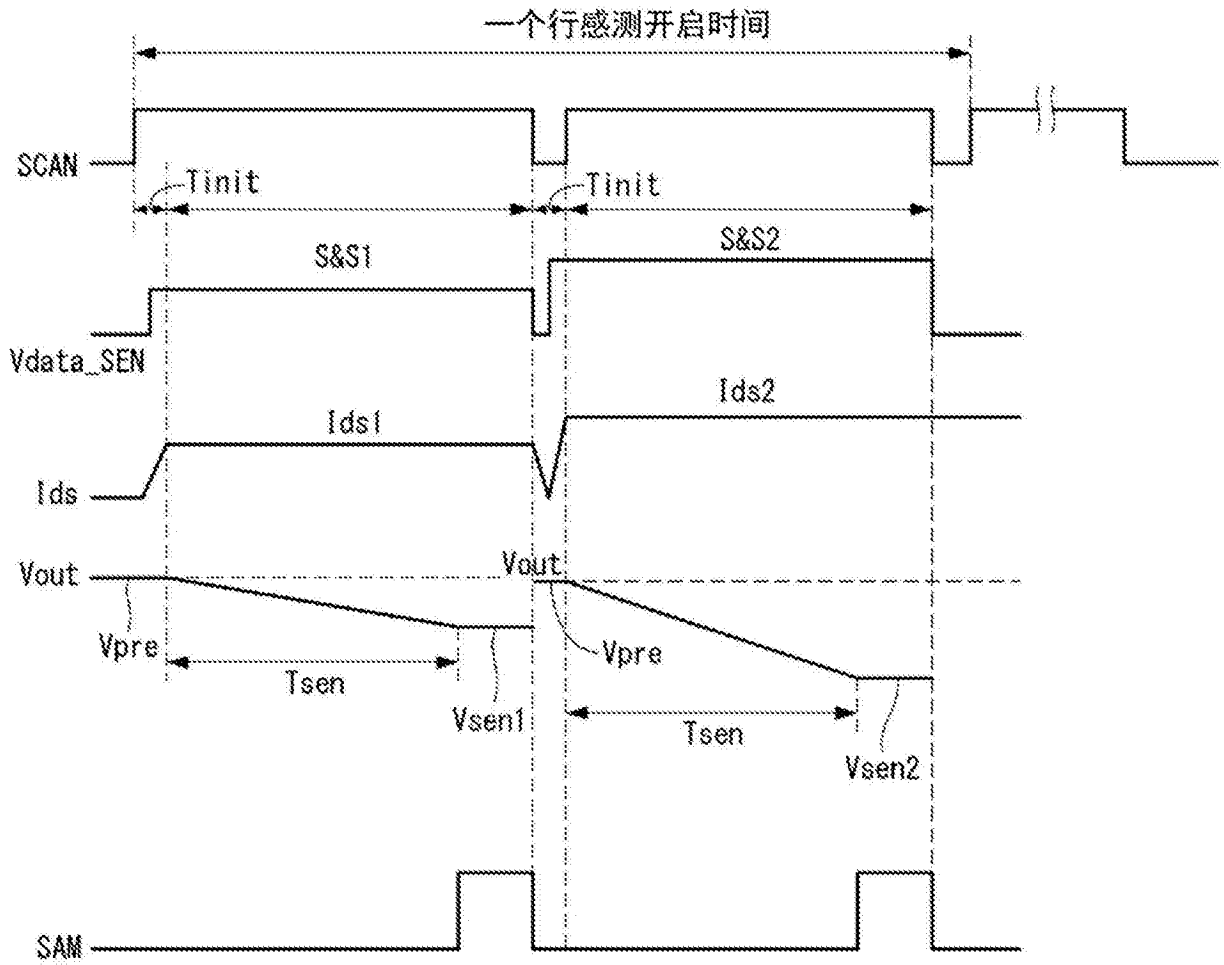 一个行感测开启时间
SCAN
Tinit
Tinit
S&S1
S&S2
Vdata_SEN
Ids1
Ids2
Ids
Vout
Vout
Vpre
Vpre
Tsen
Vsen1
Tsen
Vsen2
SAM